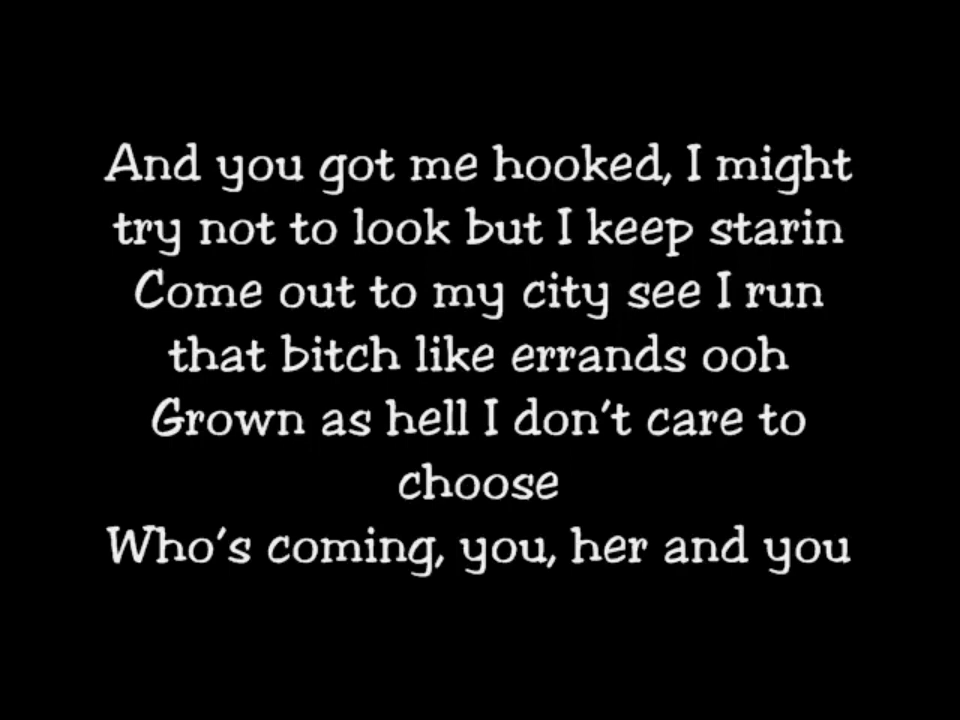 And you got me hooked, I might
try not to look but I keep starin
Come out to my city see I run
that bitch like errands ooh
Grown as hell I don't care to
choose
Who's coming, you, her and you